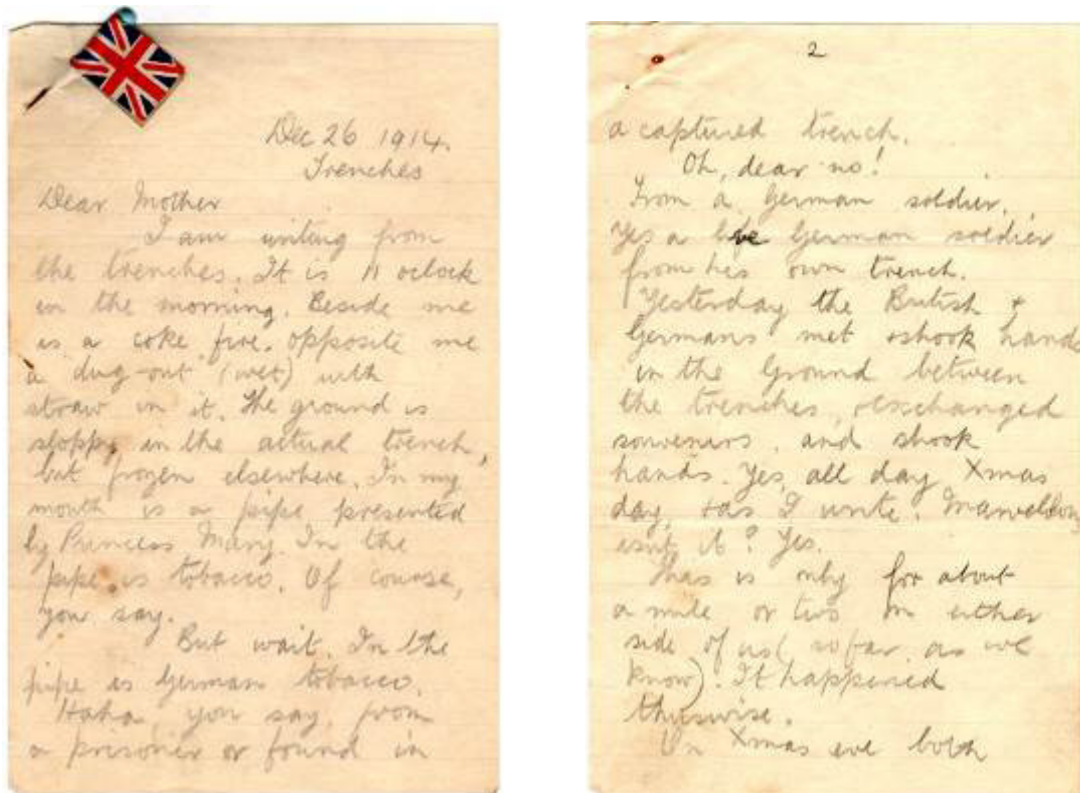 Dec 26 1914.
Trenches
Dear Mother
I am writing from
the trenches. It is 11 oclock
in the morning. Beside me
is a coke fire, opposite me
a dug-out (wet) with
straw in it. The ground is
sloppy in the actual trench,
but frozen elsewhere. In my
mouth is a pipe presented
by Princess Mary. In the
pipe is tobacco. Of course,
you say.
But wait. In the
pipe is German tobacco.
Haha, you say, from
a prisoner or found in
2
a captured trench.
Oh, dear no!
From a German soldier.
Yes a live German soldier
from his own trench.
Yesterday the British +
Germans met + shook hands
in the Ground between
the trenches, + exchanged
souvenirs, and shook
hands. Yes, all day Xmas
day, + as I write. Marvellous
isn't it? Yes.
This is only for about
a mile or two on either
side of us (so far as we
know). It happened
thuswise.
On Xmas eve both